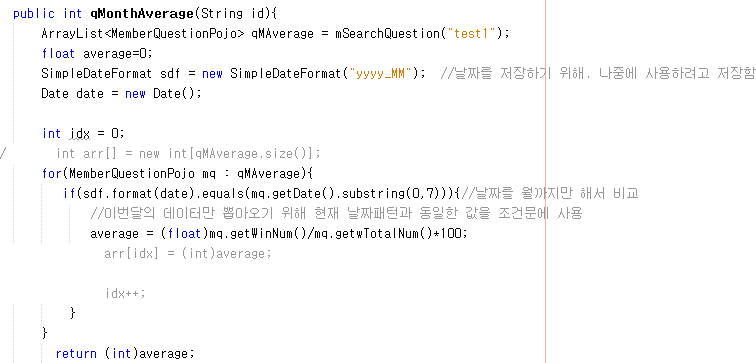 public int qMonthAverage(String id){
ArrayList<MemberQuestionPojo> qMAverage = mSearchQuestion("test1");
float average=0;
SimpleDateFormat sdf = new SimpleDateFormat("yyyy_MM"); //날짜를 저장하기 위해. 나중에 사용하려고 저장함
Date date = new Date();
int idx = 0;
/ int arr[] = new int[qMAverage.size()];
for(MemberQuestionPojo mq : qMAverage){
if(sdf.format(date).equals(mq.getDate().substring(0,7))){//날짜를 월까지만 해서 비교
//이번달의 데이터만 뽑아오기 위해 현재 날짜패턴과 동일한 값을 조건문에 사용
average = (float)mq.getWinNum()/mq.getwTotalNum()*100;
arr[idx] = (int)average;
idx++;
}
}
return (int)average;